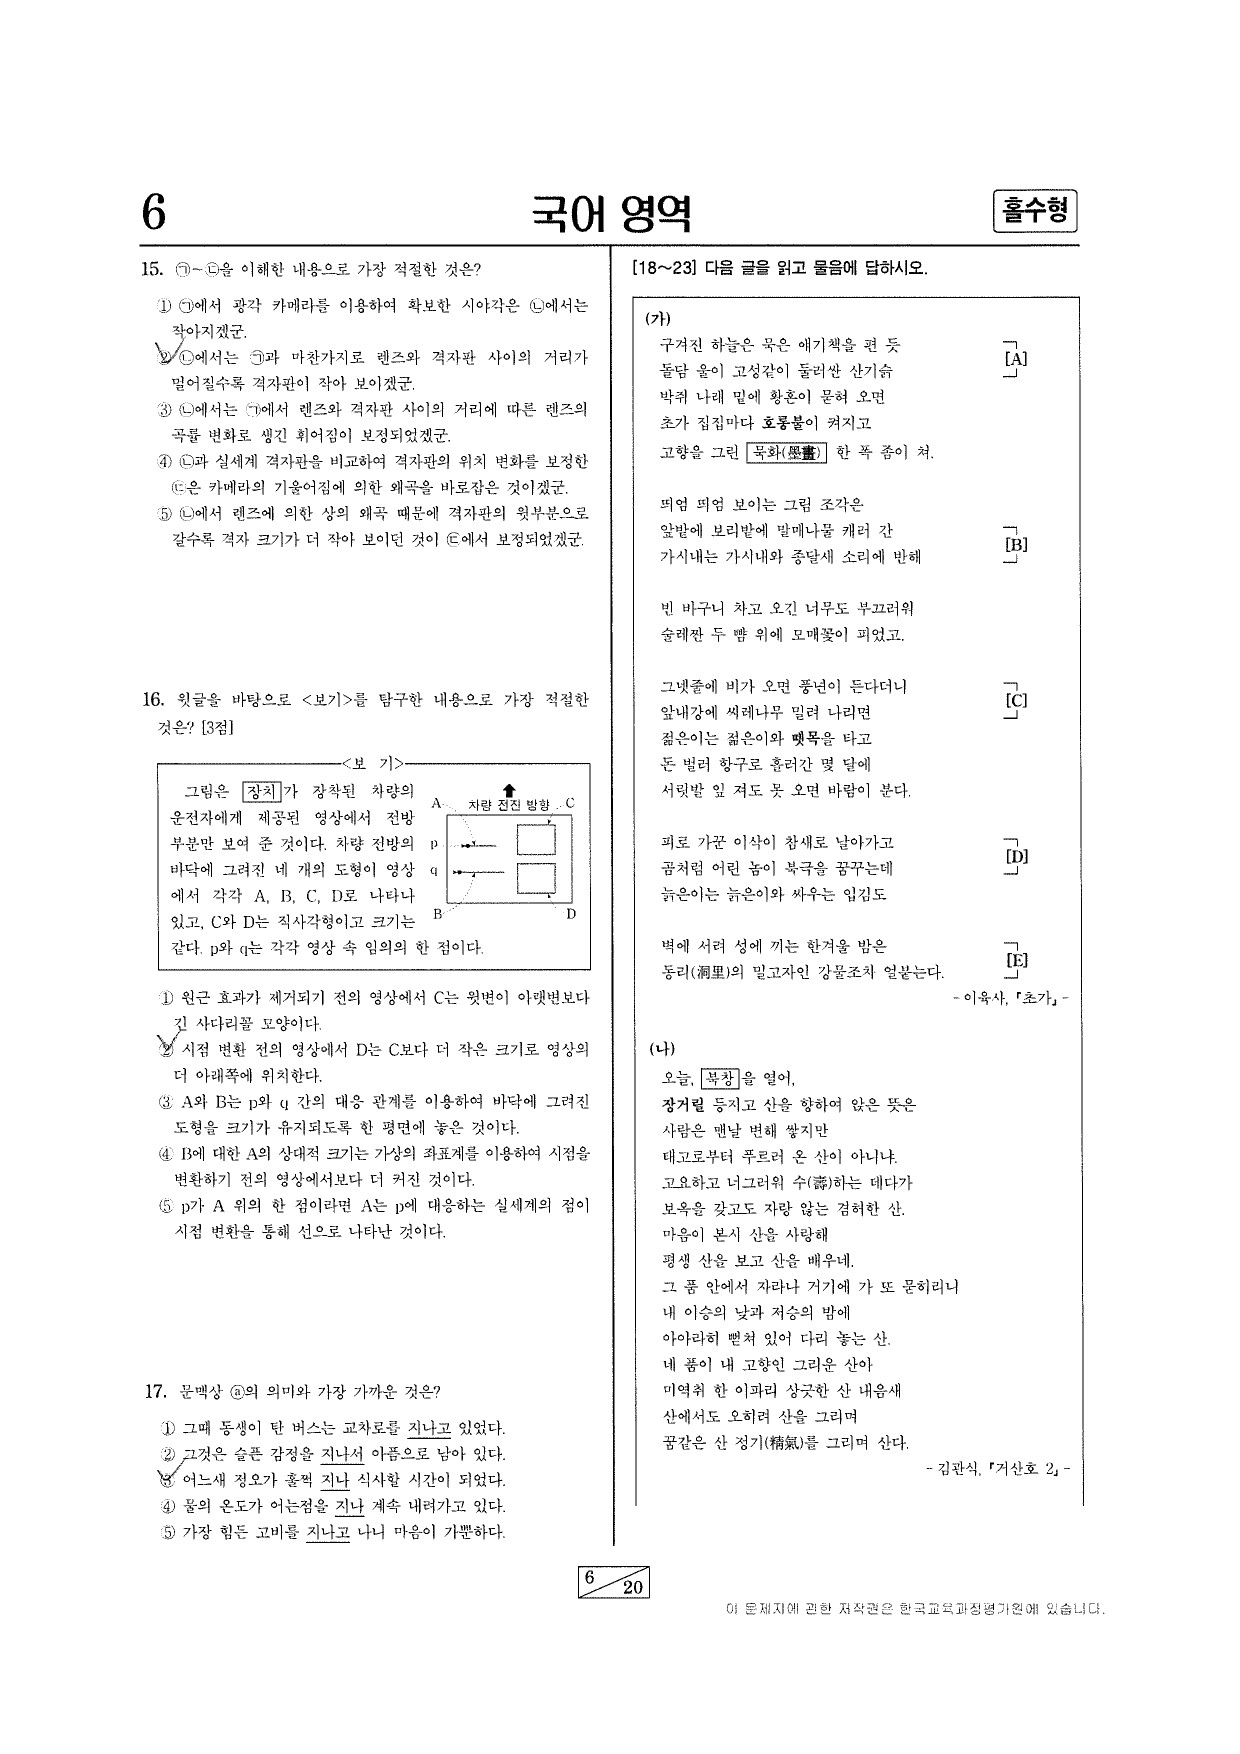 6
국어 영역
홀수형
15. ㉠~㉢을 이해한 내용으로 가장 적절한 것은?
① ㉠에서 광각 카메라를 이용하여 확보한 시야각은 ㉡에서는
작아지겠군.
② ㉡에서는 ㉠과 마찬가지로 렌즈와 격자판 사이의 거리가
멀어질수록 격자판이 작아 보이겠군.
③ ㉡에서는 ㉠에서 렌즈와 격자판 사이의 거리에 따른 렌즈의
곡률 변화로 생긴 휘어짐이 보정되었겠군.
④ ㉡과 실세계 격자판을 비교하여 격자판의 위치 변화를 보정한
㉢은 카메라의 기울어짐에 의한 왜곡을 바로잡은 것이겠군.
⑤ ㉡에서 렌즈에 의한 상의 왜곡 때문에 격자판의 윗부분으로
갈수록 격자 크기가 더 작아 보이던 것이 ㉢에서 보정되었겠군.
16. 윗글을 바탕으로 <보기>를 탐구한 내용으로 가장 적절한
것은? [3점]
<보 기>
그림은 장치가 장착된 차량의
운전자에게 제공된 영상에서 전방
부분만 보여 준 것이다. 차량 전방의
바닥에 그려진 네 개의 도형이 영상
에서 각각 A, B, C, D로 나타나
있고, C와 D는 직사각형이고 크기는
같다. p와 q는 각각 영상 속 임의의 한 점이다.
A 차량 전진 방향 C
p
q
B D
① 원근 효과가 제거되기 전의 영상에서 C는 윗변이 아랫변보다
긴 사다리꼴 모양이다.
② 시점 변환 전의 영상에서 D는 C보다 더 작은 크기로 영상의
더 아래쪽에 위치한다.
③ A와 B는 p와 q 간의 대응 관계를 이용하여 바닥에 그려진
도형을 크기가 유지되도록 한 평면에 놓은 것이다.
④ B에 대한 A의 상대적 크기는 가상의 좌표계를 이용하여 시점을
변환하기 전의 영상에서보다 더 커진 것이다.
⑤ p가 A 위의 한 점이라면 A는 p에 대응하는 실세계의 점이
시점 변환을 통해 선으로 나타난 것이다.
17. 문맥상 ⓐ의 의미와 가장 가까운 것은?
① 그때 동생이 탄 버스는 교차로를 지나고 있었다.
② 그것은 슬픈 감정을 지나서 아픔으로 남아 있다.
③ 어느새 정오가 훌쩍 지나 식사할 시간이 되었다.
④ 물의 온도가 어는점을 지나 계속 내려가고 있다.
⑤ 가장 힘든 고비를 지나고 나니 마음이 가뿐하다.
[18~23] 다음 글을 읽고 물음에 답하시오.
(가)
구겨진 하늘은 묵은 얘기책을 편 듯
돌담 울이 고성같이 둘러싼 산기슭
[A]
박쥐 나래 밑에 황혼이 묻혀 오면
초가 집집마다 호롱불이 켜지고
고향을 그린 묵화(墨畫) 한 폭 좀이 쳐.
띄엄 띄엄 보이는 그림 조각은
앞밭에 보리밭에 말매나물 캐러 간
가시내는 가시내와 종달새 소리에 반해
[B]
빈 바구니 차고 오긴 너무도 부끄러워
술레짠 두 뺨 위에 모매꽃이 피었고.
그넷줄에 비가 오면 풍년이 든다더니
앞내강에 씨레나무 밀려 나리면
[C]
젊은이는 젊은이와 뗏목을 타고
돈 벌러 항구로 흘러간 몇 달에
서릿발 잎 져도 못 오면 바람이 분다.
피로 가꾼 이삭이 참새로 날아가고
곰처럼 어린 놈이 북극을 꿈꾸는데
[D]
늙은이는 늙은이와 싸우는 입김도
벽에 서려 성에 끼는 한겨울 밤은
동리(洞里)의 밀고자인 강물조차 얼붙는다.
[E]
- 이육사, 「초가」 -
(나)
오늘, 북창을 열어,
장거릴 등지고 산을 향하여 앉은 뜻은
사람은 맨날 변해 쌓지만
태고로부터 푸르러 온 산이 아니냐.
고요하고 너그러워 수(壽)하는 데다가
보옥을 갖고도 자랑 않는 겸허한 산.
마음이 본시 산을 사랑해
평생 산을 보고 산을 배우네.
그 품 안에서 자라나 거기에 가 또 묻히리니
내 이승의 낮과 저승의 밤에
아아라히 뻗쳐 있어 다리 놓는 산.
네 품이 내 고향인 그리운 산아
미역취 한 이파리 상긋한 산 내음새
산에서도 오히려 산을 그리며
꿈같은 산 정기(精氣)를 그리며 산다.
- 김관식, 「거산호 2」 -
6
20
이 문제지에 관한 저작권은 한국교육과정평가원에 있습니다.